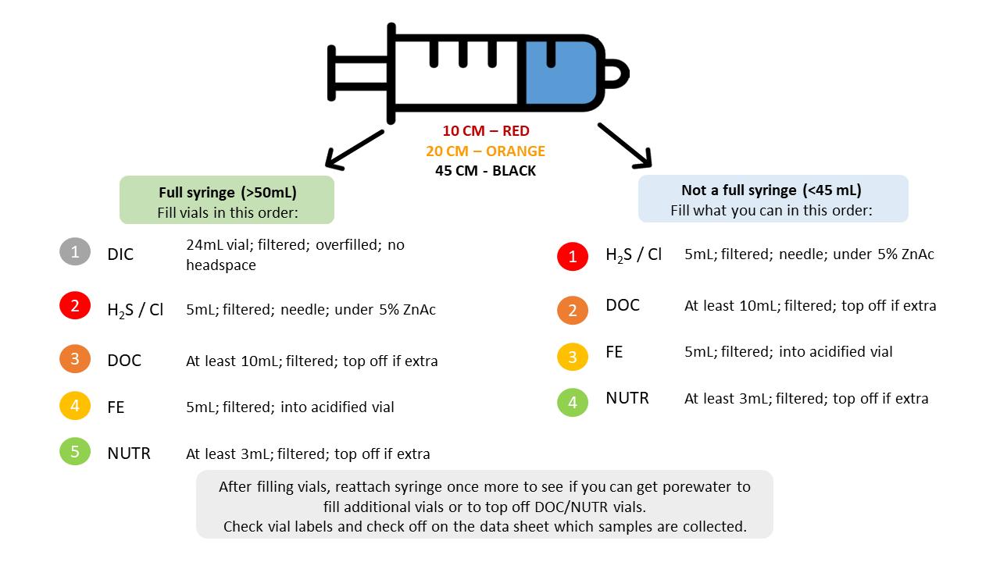 10 CM – RED
20 CM – ORANGE
45 CM - BLACK
Full syringe (>50mL)
Fill vials in this order:
1 DIC 24mL vial; filtered; overfilled; no
headspace
2 H₂S / Cl 5mL; filtered; needle; under 5% ZnAc
3 DOC At least 10mL; filtered; top off if extra
4 FE 5mL; filtered; into acidified vial
5 NUTR At least 3mL; filtered; top off if extra
Not a full syringe (<45 mL)
Fill what you can in this order:
1 H₂S / Cl 5mL; filtered; needle; under 5% ZnAc
2 DOC At least 10mL; filtered; top off if extra
3 FE 5mL; filtered; into acidified vial
4 NUTR At least 3mL; filtered; top off if extra
After filling vials, reattach syringe once more to see if you can get porewater to
fill additional vials or to top off DOC/NUTR vials.
Check vial labels and check off on the data sheet which samples are collected.